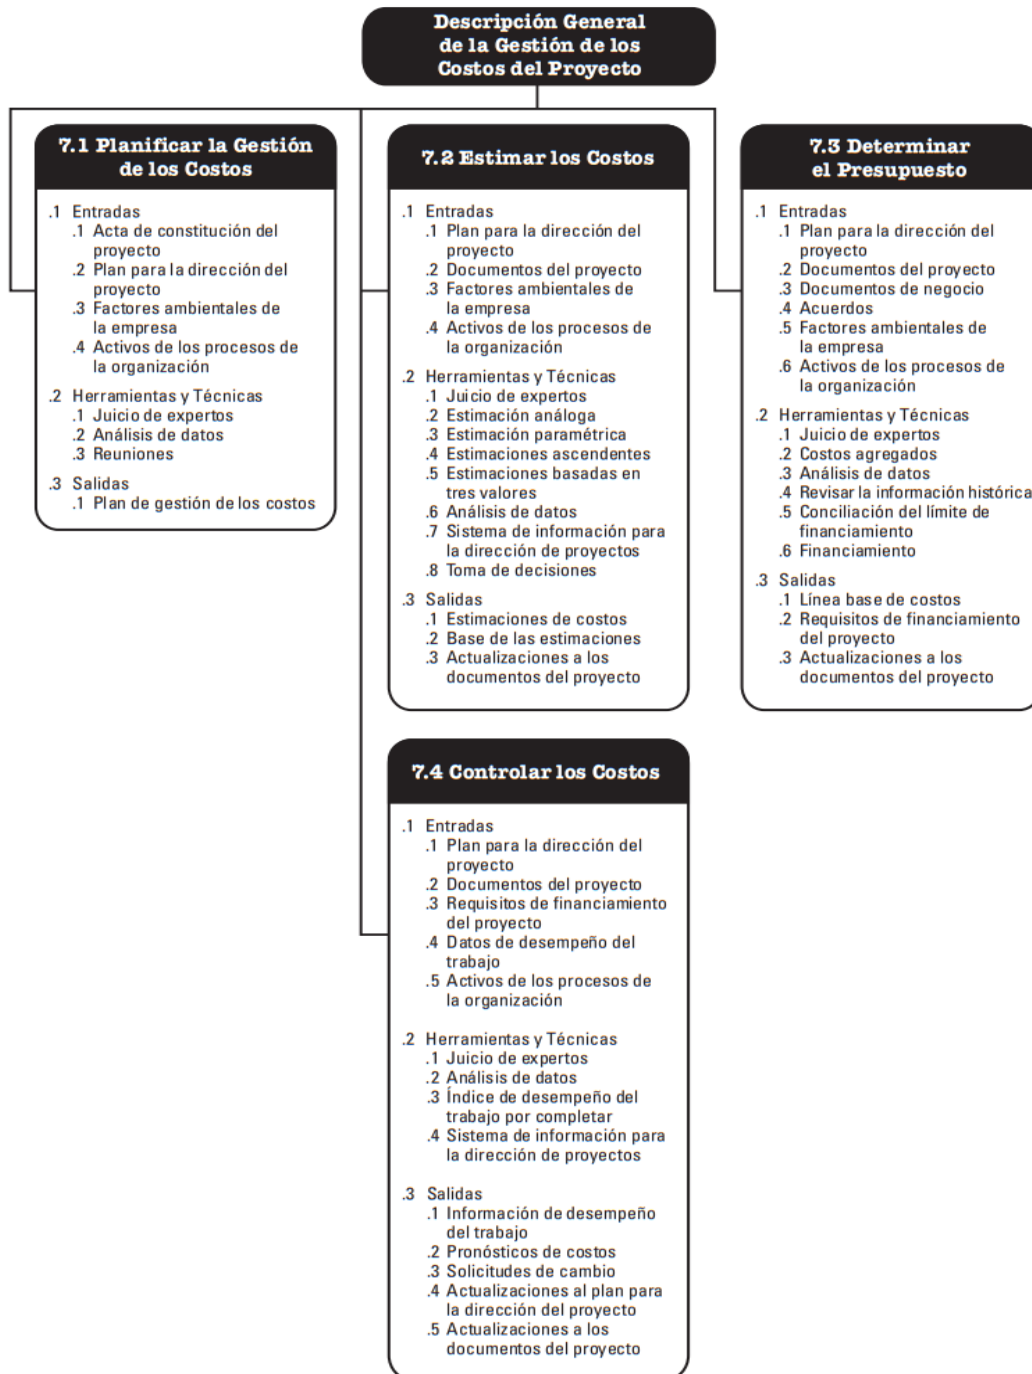 Descripción General
de la Gestión de los
Costos del Proyecto
7.1 Planificar la Gestión
de los Costos
.1 Entradas
.1 Acta de constitución del
proyecto
.2 Plan para la dirección del
proyecto
.3 Factores ambientales de
la empresa
.4 Activos de los procesos de
la organización
.2 Herramientas y Técnicas
.1 Juicio de expertos
.2 Análisis de datos
.3 Reuniones
.3 Salidas
.1 Plan de gestión de los costos
7.2 Estimar los Costos
.1 Entradas
.1 Plan para la dirección del
proyecto
.2 Documentos del proyecto
.3 Factores ambientales de
la empresa
.4 Activos de los procesos de
la organización
.2 Herramientas y Técnicas
.1 Juicio de expertos
.2 Estimación análoga
.3 Estimación paramétrica
.4 Estimaciones ascendentes
.5 Estimaciones basadas en
tres valores
.6 Análisis de datos
.7 Sistema de información para
la dirección de proyectos
.8 Toma de decisiones
.3 Salidas
.1 Estimaciones de costos
.2 Base de las estimaciones
.3 Actualizaciones a los
documentos del proyecto
7.3 Determinar
el Presupuesto
.1 Entradas
.1 Plan para la dirección del
proyecto
.2 Documentos del proyecto
.3 Documentos de negocio
.4 Acuerdos
.5 Factores ambientales de
la empresa
.6 Activos de los procesos de
la organización
.2 Herramientas y Técnicas
.1 Juicio de expertos
.2 Costos agregados
.3 Análisis de datos
.4 Revisar la información histórica
.5 Conciliación del límite de
financiamiento
.6 Financiamiento
.3 Salidas
.1 Línea base de costos
.2 Requisitos de financiamiento
del proyecto
.3 Actualizaciones a los
documentos del proyecto
7.4 Controlar los Costos
.1 Entradas
.1 Plan para la dirección del
proyecto
.2 Documentos del proyecto
.3 Requisitos de financiamiento
del proyecto
.4 Datos de desempeño del
trabajo
.5 Activos de los procesos de
la organización
.2 Herramientas y Técnicas
.1 Juicio de expertos
.2 Análisis de datos
.3 Índice de desempeño del
trabajo por completar
.4 Sistema de información para
la dirección de proyectos
.3 Salidas
.1 Información de desempeño
del trabajo
.2 Pronósticos de costos
.3 Solicitudes de cambio
.4 Actualizaciones al plan para
la dirección del proyecto
.5 Actualizaciones a los
documentos del proyecto